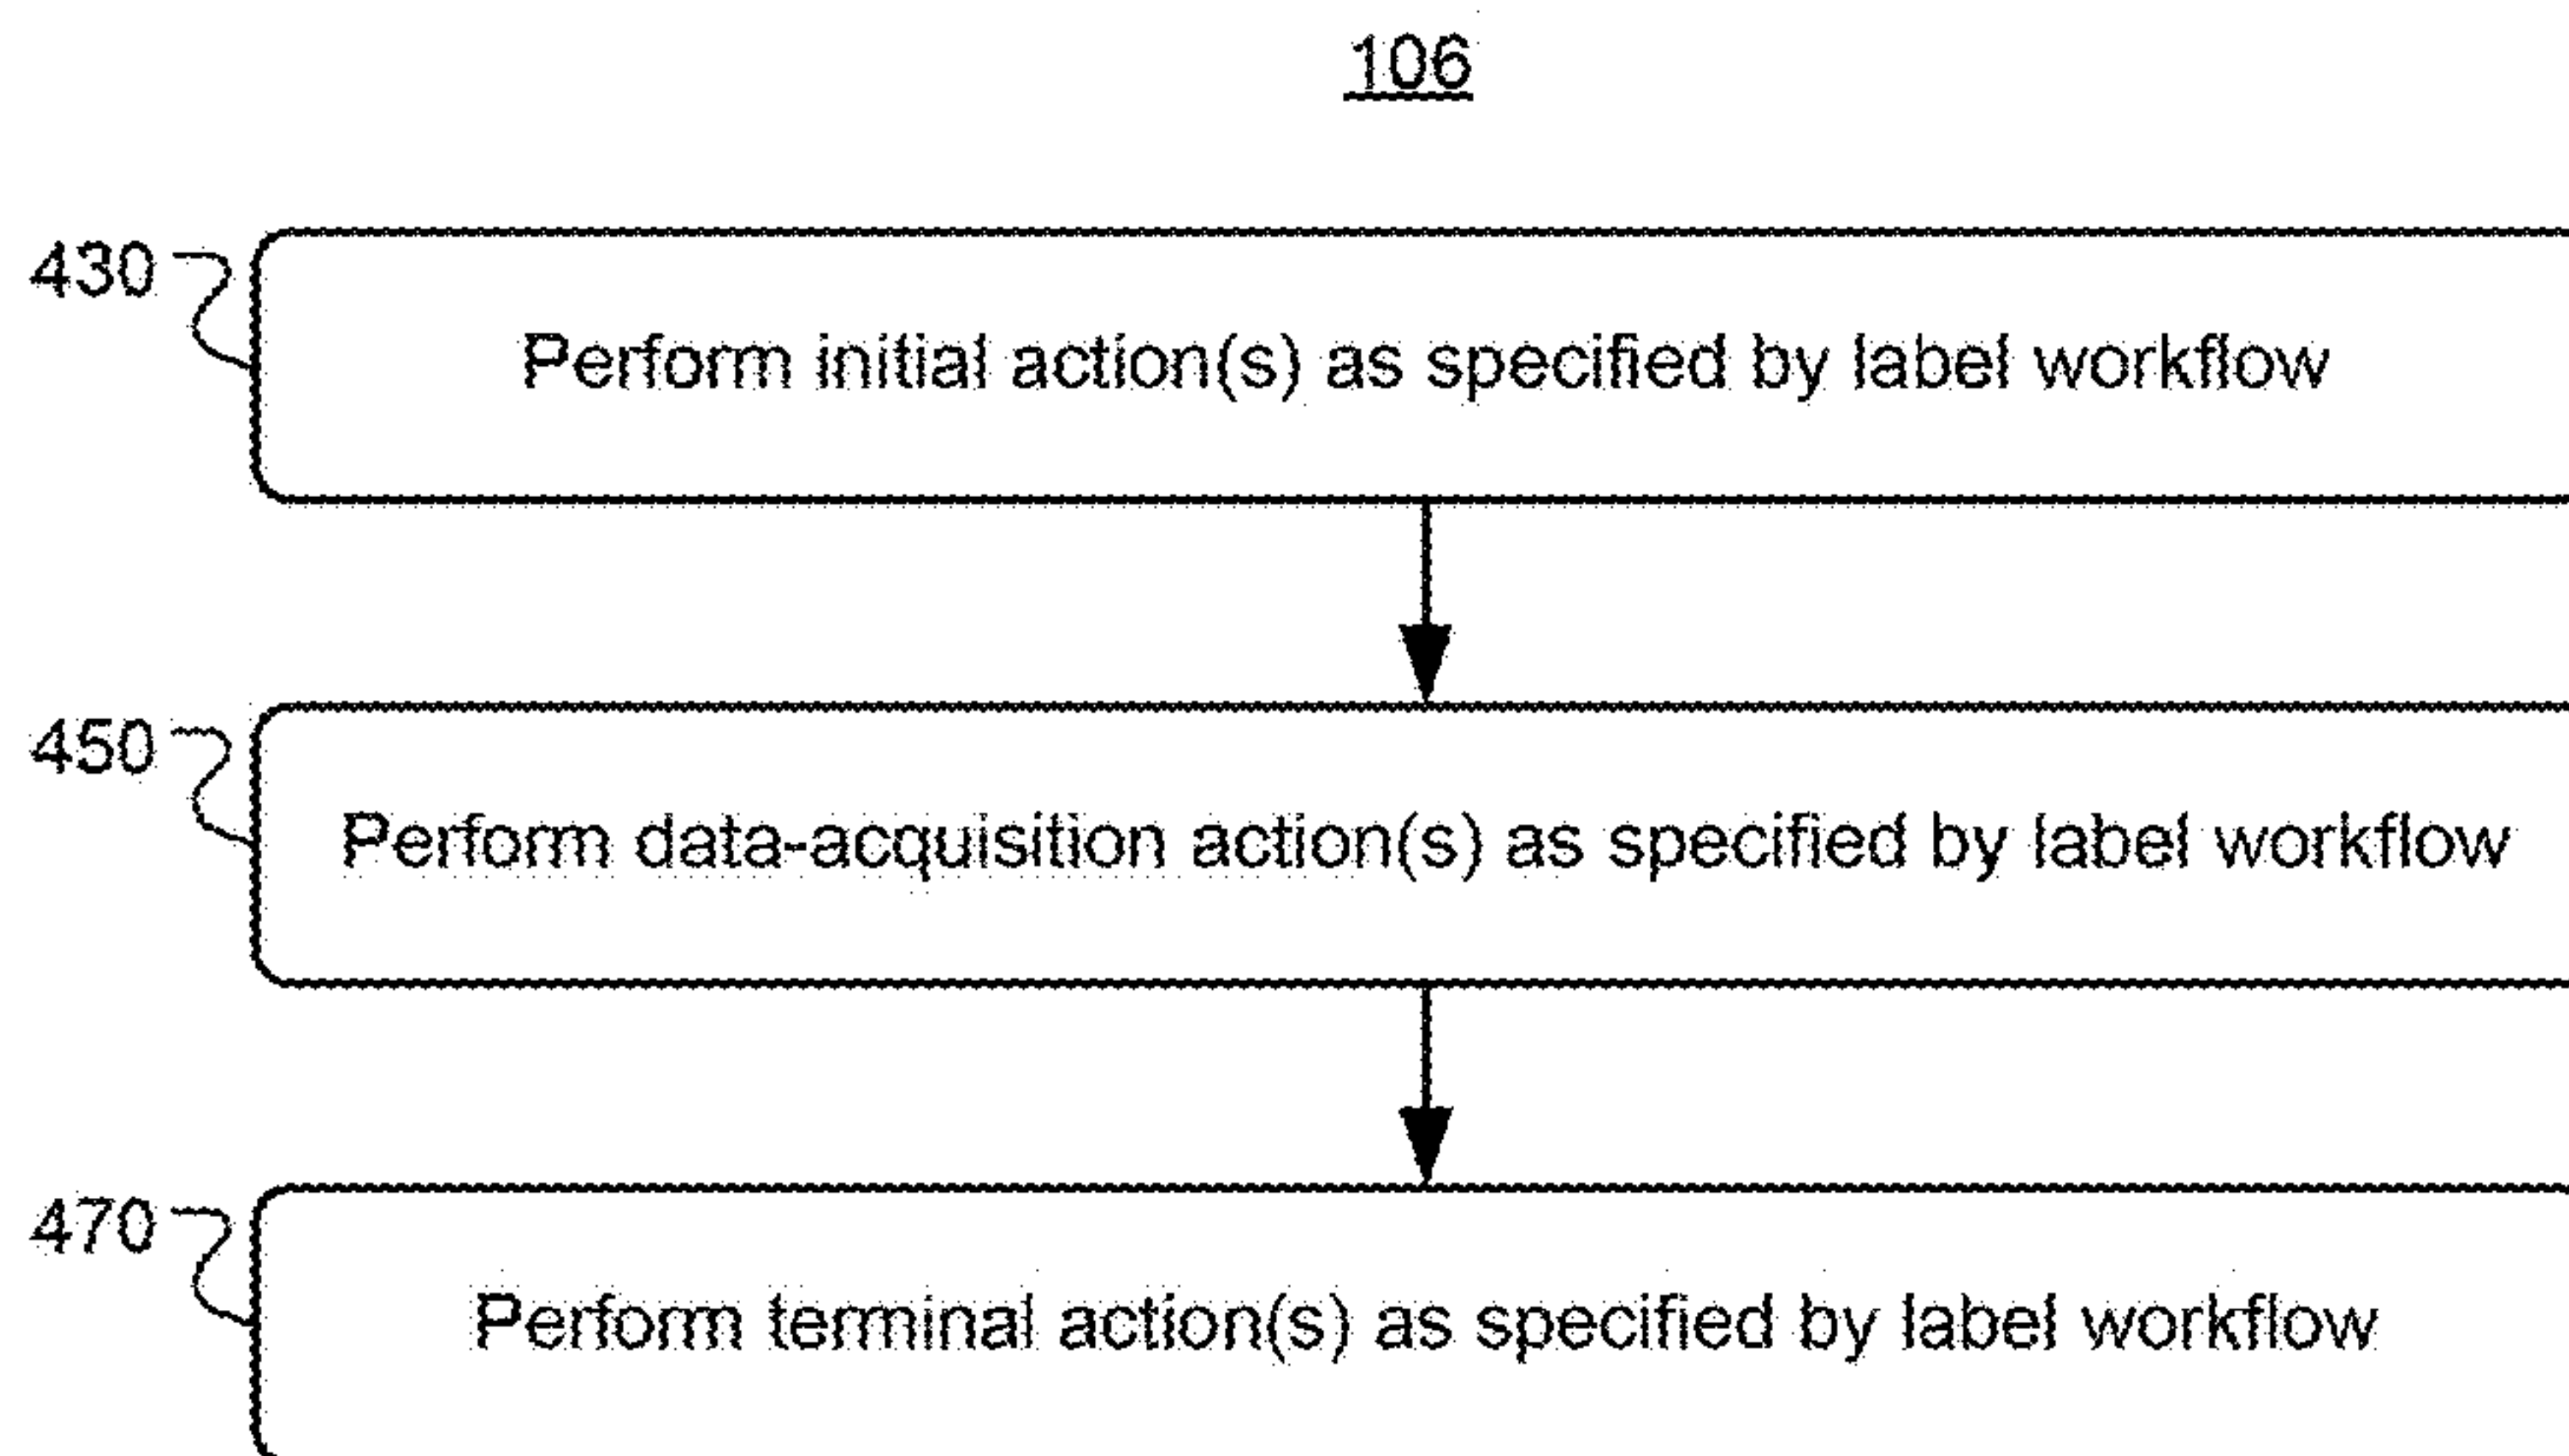 106
430
Perform initial action(s) as specified by label workflow
450
Perform data-acquisition action(s) as specified by label workflow
470
Perform terminal action(s) as specified by label workflow